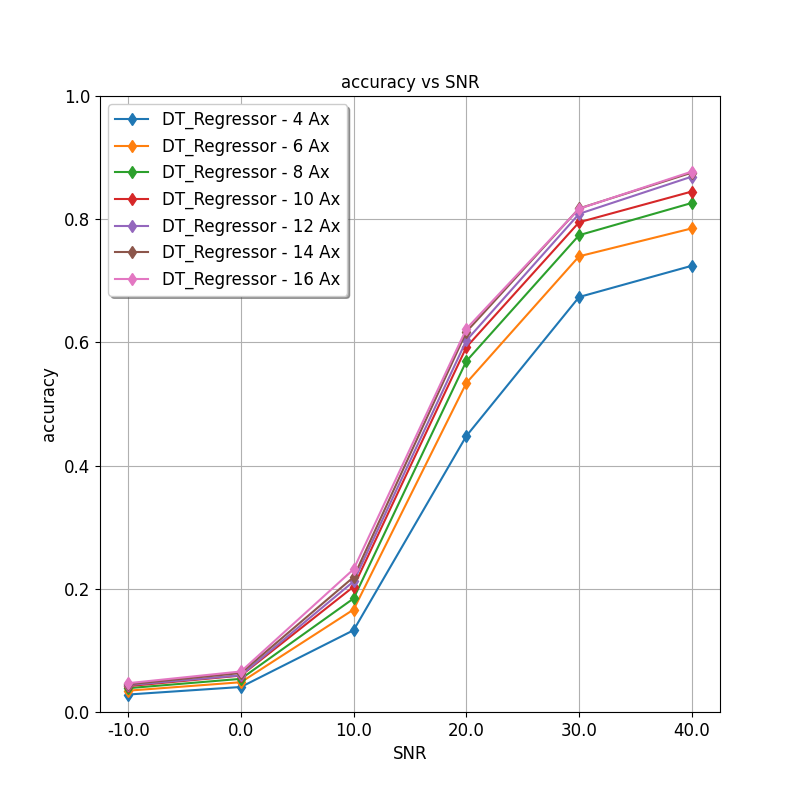 accuracy vs SNR
1.0
0.8
0.6
0.4
0.2
0.0
accuracy
DT_Regressor - 4 Ax
DT_Regressor - 6 Ax
DT_Regressor - 8 Ax
DT_Regressor - 10 Ax
DT_Regressor - 12 Ax
DT_Regressor - 14 Ax
DT_Regressor - 16 Ax
-10.0 0.0 10.0 20.0 30.0 40.0
SNR